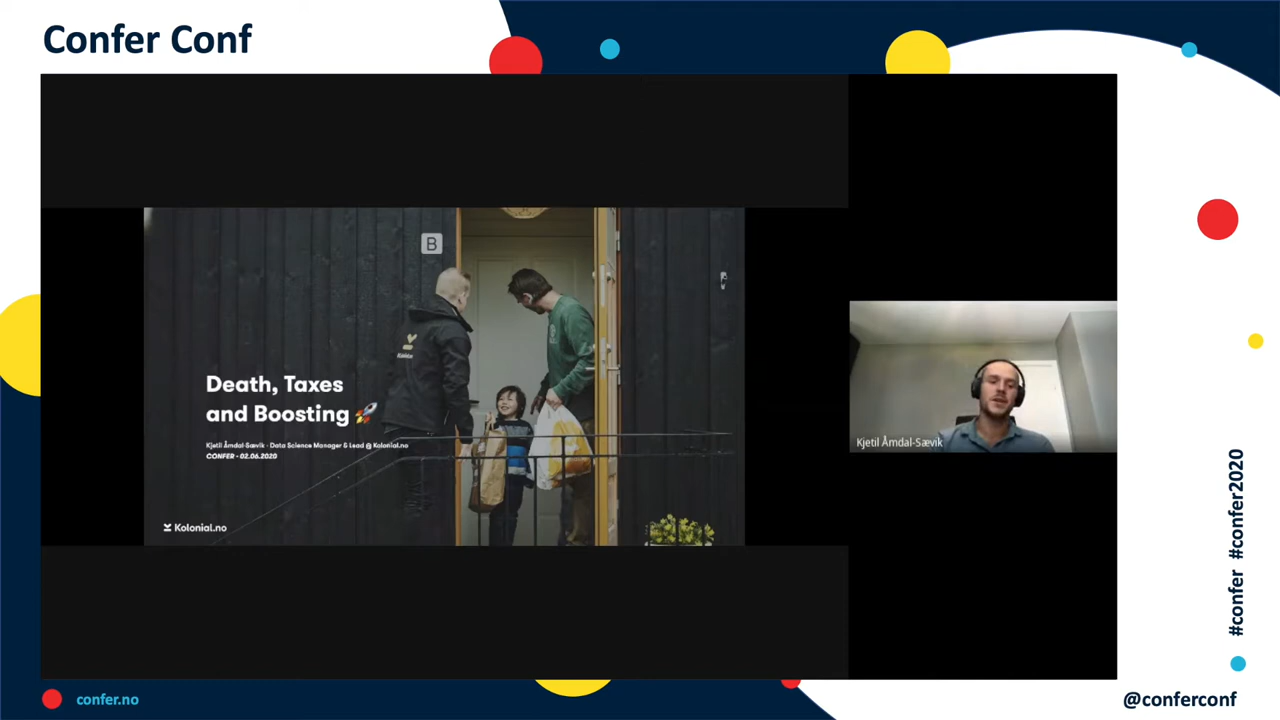 Confer Conf
B
Death, Taxes
and Boosting 🚀
Kjetil Åmdal-Sævik - Data Science Manager & Lead @ Kolonial.no
CONFER - 02.06.2020
Kolonial.no
Kjetil Åmdal-Sævik
#confer #confer2020
confer.no
@conferconf